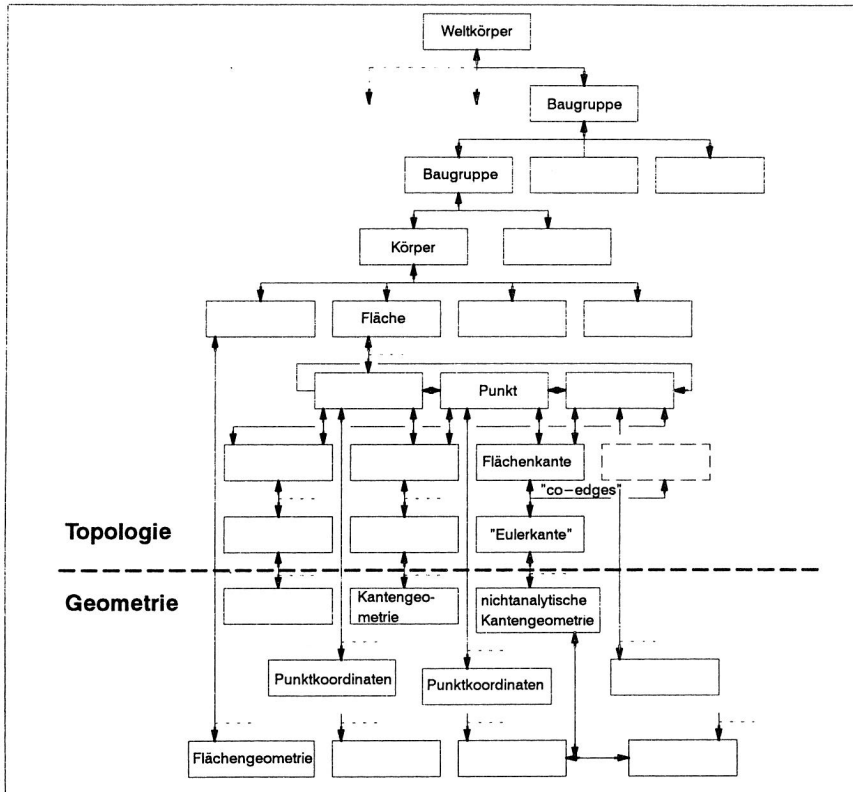 Weltkörper
Baugruppe
Baugruppe
Körper
Fläche
Punkt
Flächenkante
"co-edges"
Topologie
"Eulerkante"
Geometrie
Kantengeo-
metrie
nichtanalytische
Kantengeometrie
Punktkoordinaten
Punktkoordinaten
Flächengeometrie